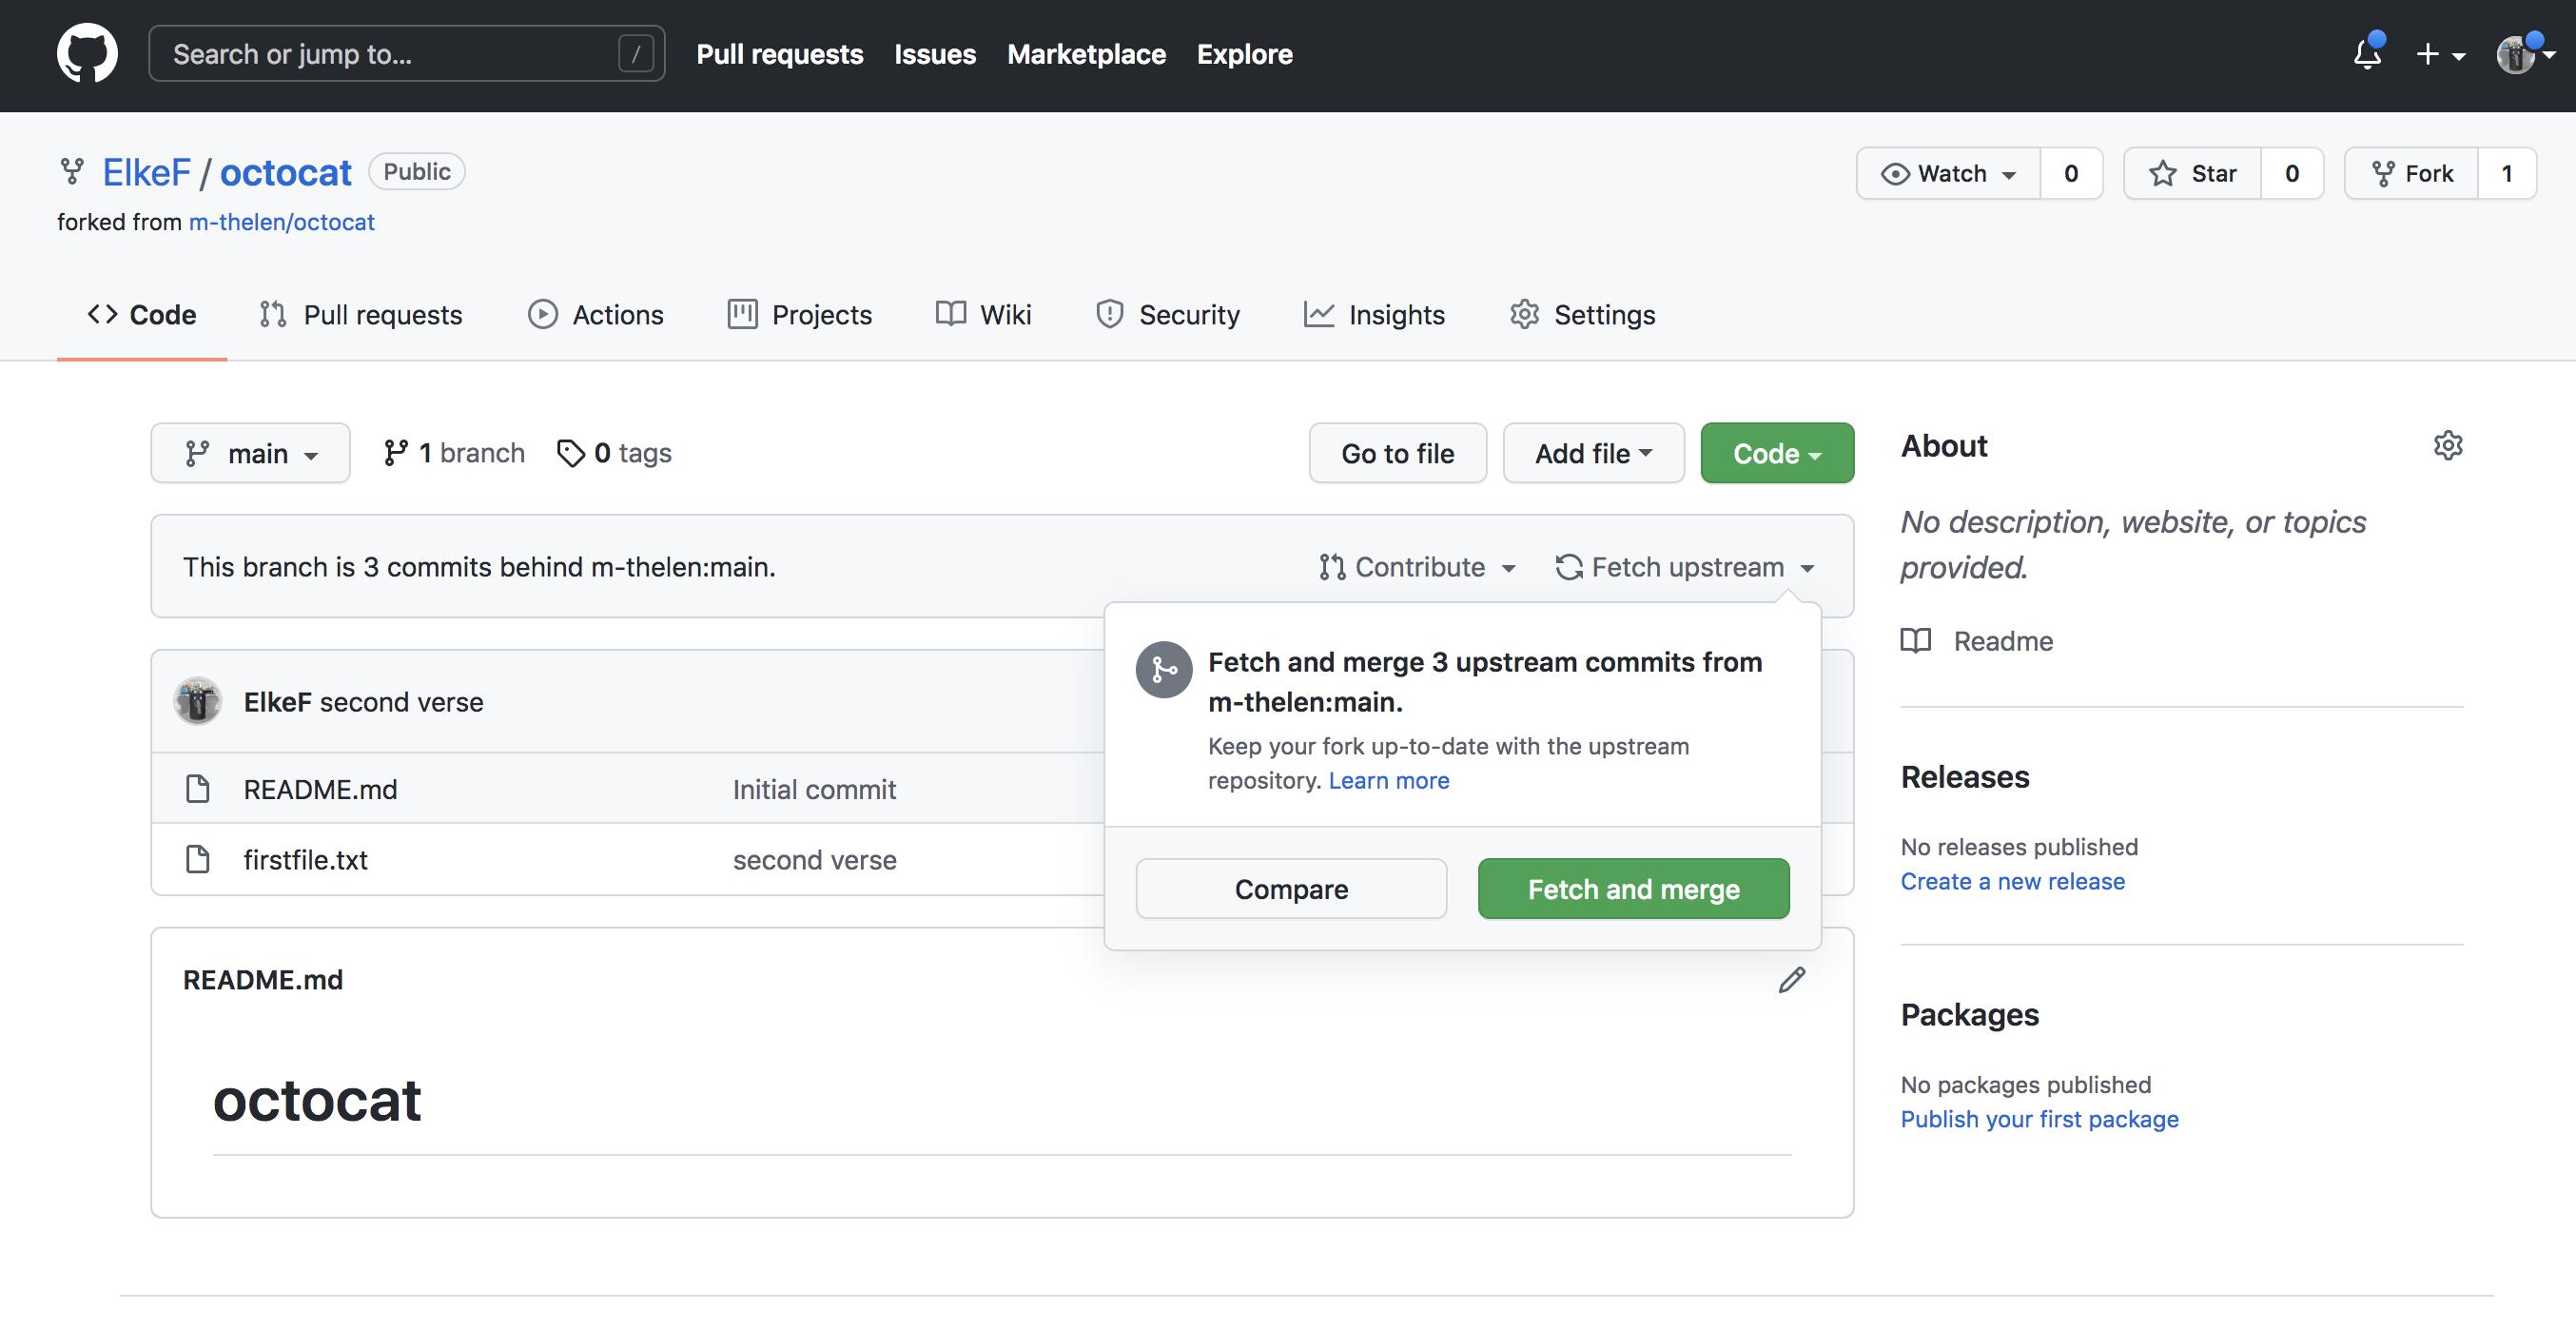 Search or jump to... /
Pull requests Issues Marketplace Explore
ElkeF / octocat Public
Watch 0 Star 0 Fork 1
forked from m-thelen/octocat
Code Pull requests Actions Projects Wiki Security Insights Settings
main 1 branch 0 tags
Go to file Add file Code
This branch is 3 commits behind m-thelen:main.
Contribute Fetch upstream
Fetch and merge 3 upstream commits from
m-thelen:main.
Keep your fork up-to-date with the upstream
repository. Learn more
Compare Fetch and merge
ElkeF second verse
README.md Initial commit
firstfile.txt second verse
README.md
octocat
About
No description, website, or topics
provided.
Readme
Releases
No releases published
Create a new release
Packages
No packages published
Publish your first package